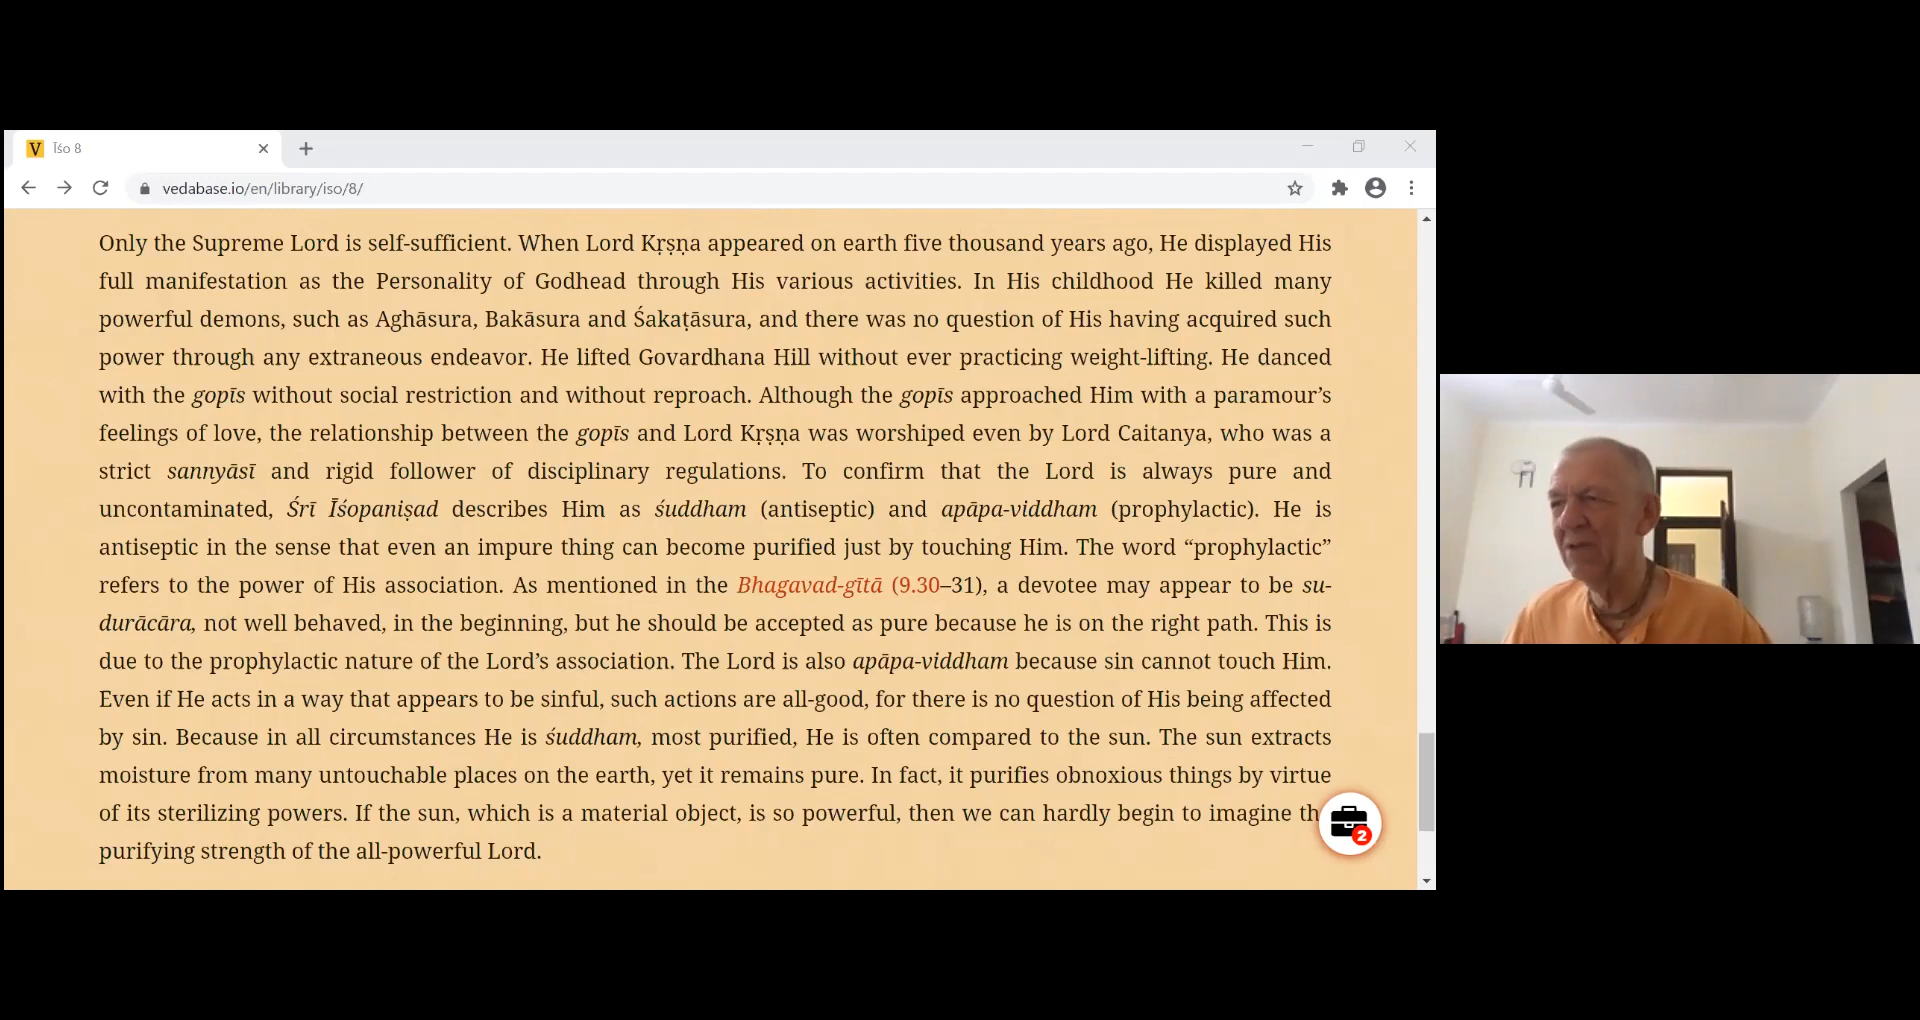 V Īśo 8
vedabase.io/en/library/iso/8/
Only the Supreme Lord is self-sufficient. When Lord Kṛṣṇa appeared on earth five thousand years ago, He displayed His
full manifestation as the Personality of Godhead through His various activities. In His childhood He killed many
powerful demons, such as Aghāsura, Bakāsura and Śakaṭāsura, and there was no question of His having acquired such
power through any extraneous endeavor. He lifted Govardhana Hill without ever practicing weight-lifting. He danced
with the gopīs without social restriction and without reproach. Although the gopīs approached Him with a paramour’s
feelings of love, the relationship between the gopīs and Lord Kṛṣṇa was worshiped even by Lord Caitanya, who was a
strict sannyāsī and rigid follower of disciplinary regulations. To confirm that the Lord is always pure and
uncontaminated, Śrī Īśopaniṣad describes Him as śuddham (antiseptic) and apāpa-viddham (prophylactic). He is
antiseptic in the sense that even an impure thing can become purified just by touching Him. The word “prophylactic”
refers to the power of His association. As mentioned in the Bhagavad-gītā (9.30–31), a devotee may appear to be su-
durācāra, not well behaved, in the beginning, but he should be accepted as pure because he is on the right path. This is
due to the prophylactic nature of the Lord’s association. The Lord is also apāpa-viddham because sin cannot touch Him.
Even if He acts in a way that appears to be sinful, such actions are all-good, for there is no question of His being affected
by sin. Because in all circumstances He is śuddham, most purified, He is often compared to the sun. The sun extracts
moisture from many untouchable places on the earth, yet it remains pure. In fact, it purifies obnoxious things by virtue
of its sterilizing powers. If the sun, which is a material object, is so powerful, then we can hardly begin to imagine th
purifying strength of the all-powerful Lord.
2